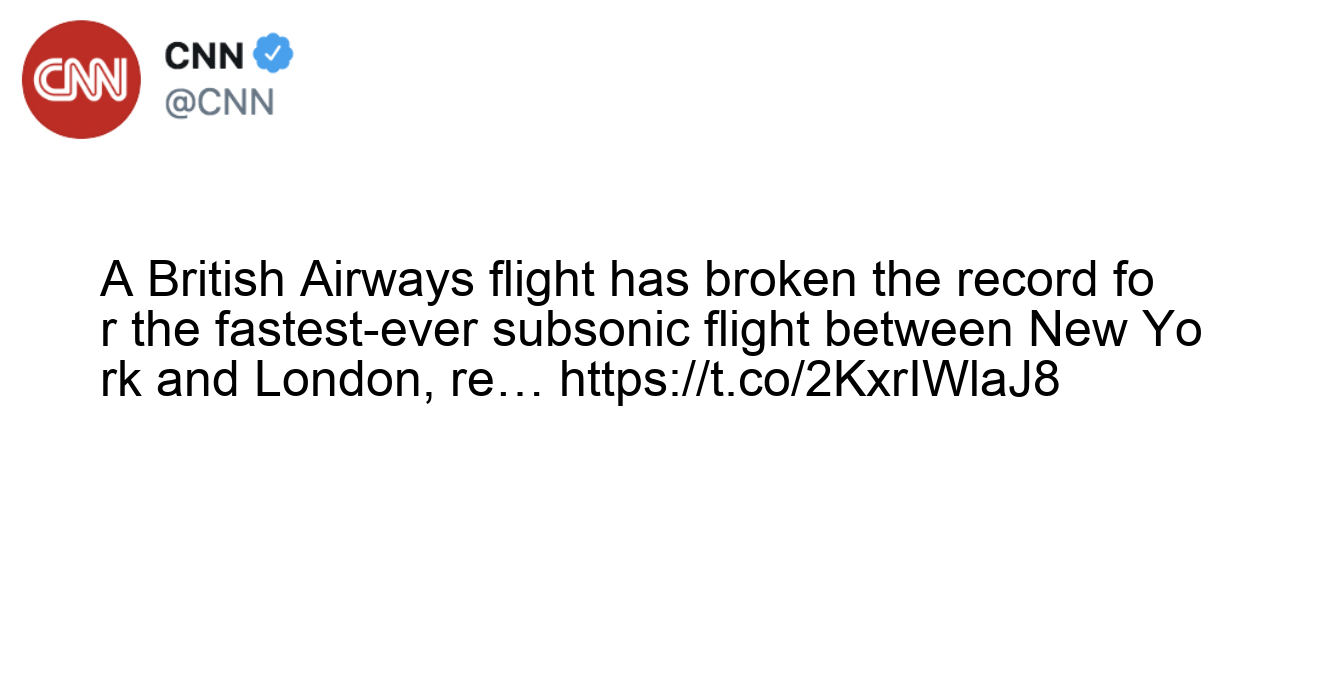 CNN
CNN
@CNN
A British Airways flight has broken the record fo
r the fastest-ever subsonic flight between New Yo
rk and London, re… https://t.co/2KxrIWlaJ8